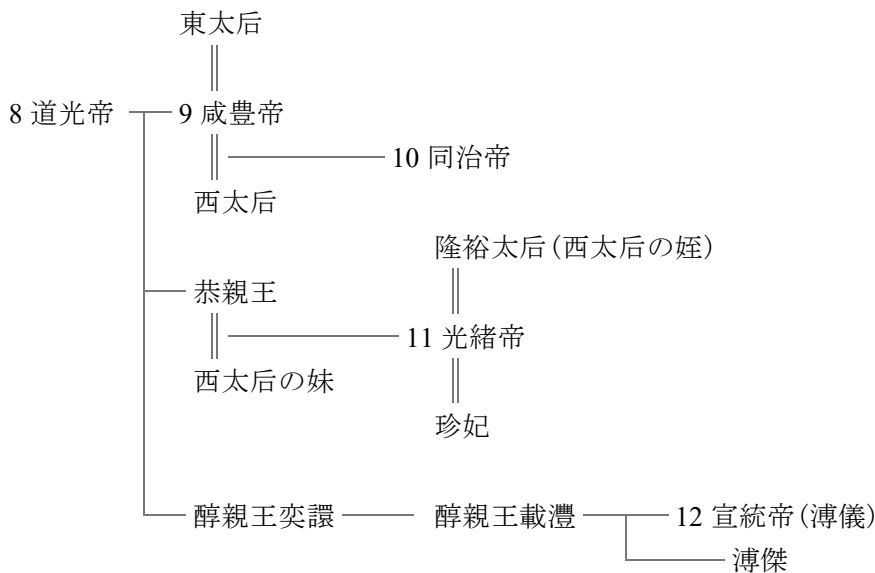 東太后
8 道光帝 9 咸豊帝
10 同治帝
西太后
隆裕太后(西太后の姪)
恭親王
11 光緒帝
西太后の妹
珍妃
醇親王奕譞 醇親王載灃 12 宣統帝(溥儀)
溥傑